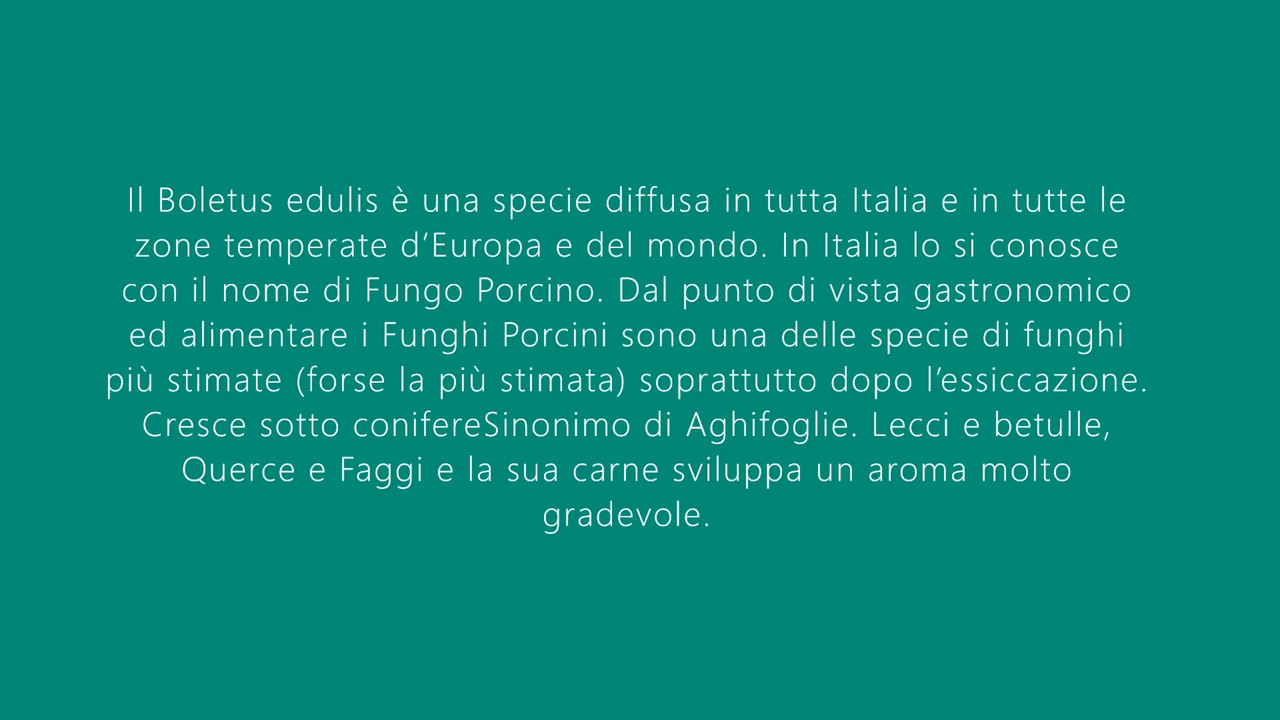 Il Boletus edulis è una specie diffusa in tutta Italia e in tutte le
zone temperate d’Europa e del mondo. In Italia lo si conosce
con il nome di Fungo Porcino. Dal punto di vista gastronomico
ed alimentare i Funghi Porcini sono una delle specie di funghi
più stimate (forse la più stimata) soprattutto dopo l’essiccazione.
Cresce sotto conifereSinonimo di Aghifoglie. Lecci e betulle,
Querce e Faggi e la sua carne sviluppa un aroma molto
gradevole.